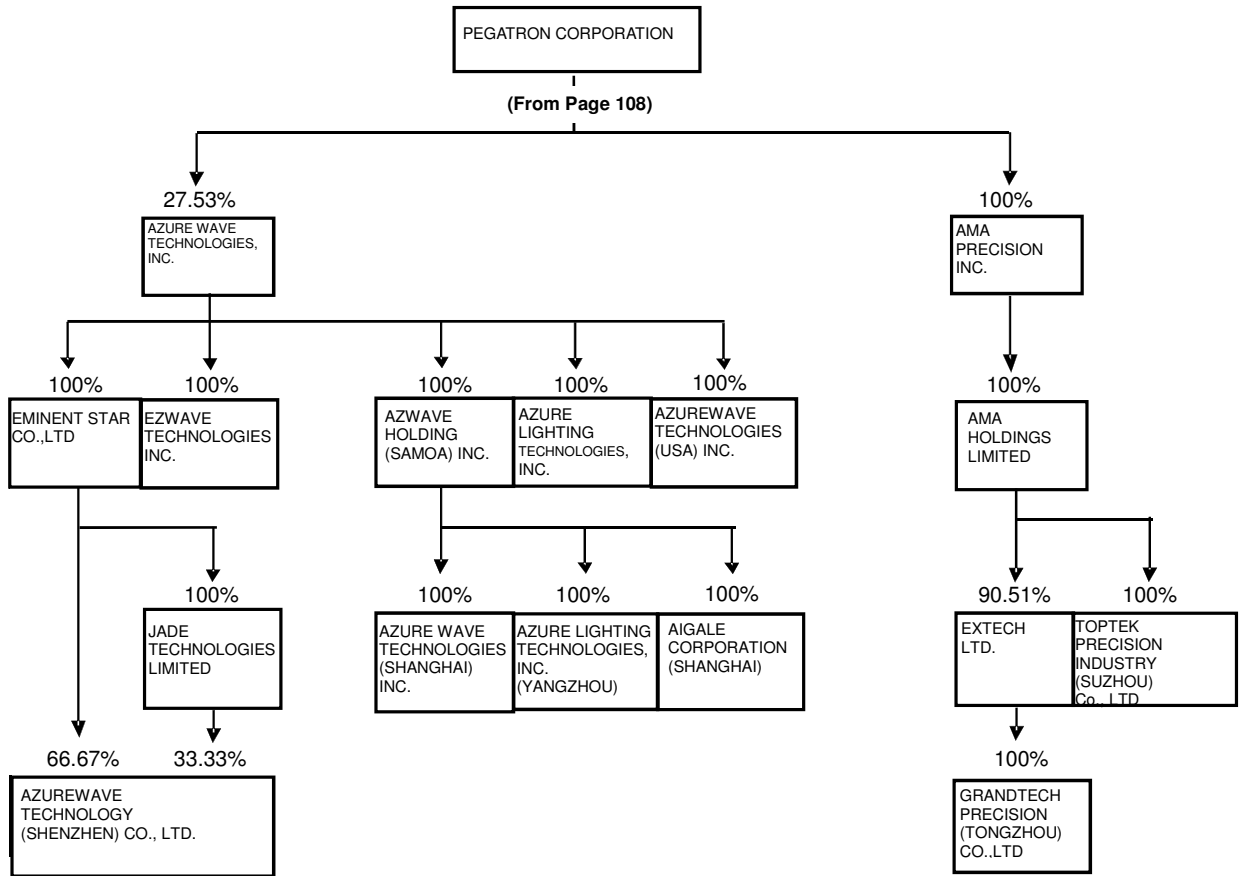 PEGATRON CORPORATION
(From Page 108)
27.53%
AZURE WAVE
TECHNOLOGIES,
INC.
100%
AMA
PRECISION
INC.
100%
EMINENT STAR
CO.,LTD
100%
EZWAVE
TECHNOLOGIES
INC.
100%
AZWAVE
HOLDING
(SAMOA) INC.
100%
AZURE
LIGHTING
TECHNOLOGIES,
INC.
100%
AZUREWAVE
TECHNOLOGIES
(USA) INC.
100%
AMA
HOLDINGS
LIMITED
100%
JADE
TECHNOLOGIES
LIMITED
100%
AZURE WAVE
TECHNOLOGIES
(SHANGHAI)
INC.
100%
AZURE LIGHTING
TECHNOLOGIES,
INC.
(YANGZHOU)
100%
AIGALE
CORPORATION
(SHANGHAI)
90.51%
EXTECH
LTD.
100%
TOPTEK
PRECISION
INDUSTRY
(SUZHOU)
Co., LTD
66.67%
33.33%
AZUREWAVE
TECHNOLOGY
(SHENZHEN) CO., LTD.
100%
GRANDTECH
PRECISION
(TONGZHOU)
CO.,LTD